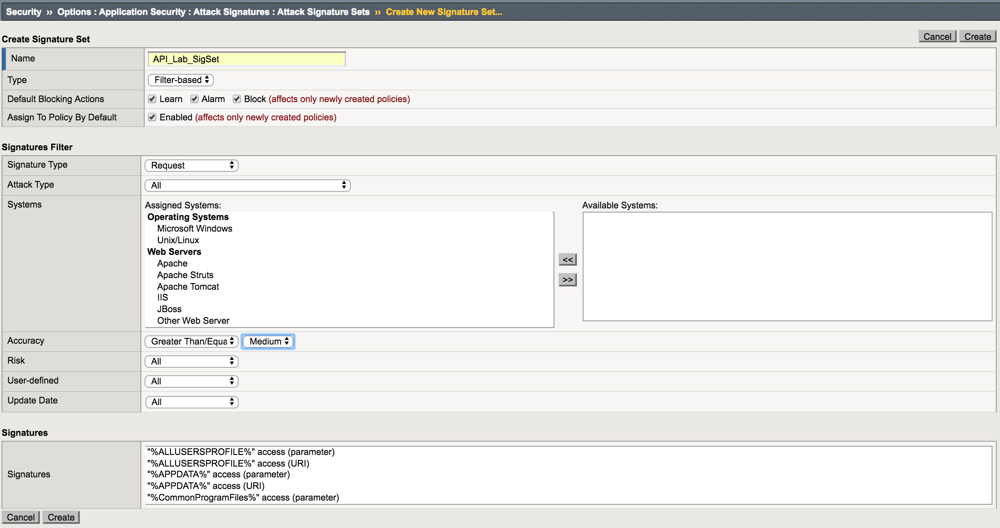 Security » Options : Application Security : Attack Signatures : Attack Signature Sets » Create New Signature Set...
Create Signature Set
Cancel Create
Name API_Lab_SigSet
Type Filter-based
Default Blocking Actions Learn Alarm Block (affects only newly created policies)
Assign To Policy By Default Enabled (affects only newly created policies)
Signatures Filter
Signature Type Request
Attack Type All
Systems Assigned Systems: Available Systems:
Operating Systems
Microsoft Windows
Unix/Linux
Web Servers
Apache
<<
Apache Struts
>>
Apache Tomcat
IIS
JBoss
Other Web Server
Accuracy Greater Than/Equa Medium
Risk All
User-defined All
Update Date All
Signatures
"%ALLUSERSPROFILE%" access (parameter)
"%ALLUSERSPROFILE%" access (URI)
Signatures "%APPDATA%" access (parameter)
"%APPDATA%" access (URI)
"%CommonProgramFiles%" access (parameter)
Cancel Create